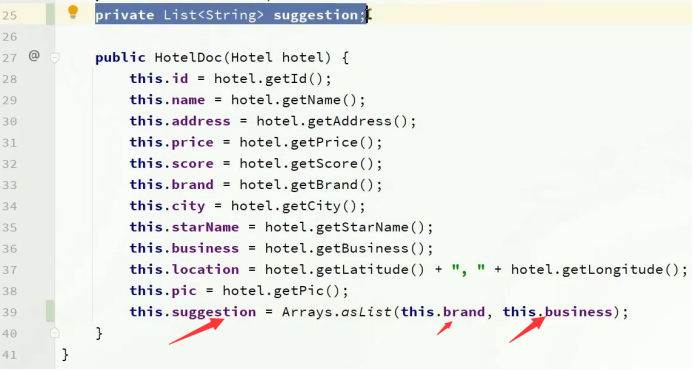 25 private List<String> suggestion;
26
27 @ public HotelDoc(Hotel hotel) {
28 this.id = hotel.getId();
29 this.name = hotel.getName();
30 this.address = hotel.getAddress();
31 this.price = hotel.getPrice();
32 this.score = hotel.getScore();
33 this.brand = hotel.getBrand();
34 this.city = hotel.getCity();
35 this.starName = hotel.getStarName();
36 this.business = hotel.getBusiness();
37 this.location = hotel.getLatitude() + ", " + hotel.getLongitude();
38 this.pic = hotel.getPic();
39 this.suggestion = Arrays.asList(this.brand, this.business);
40 }
41 }